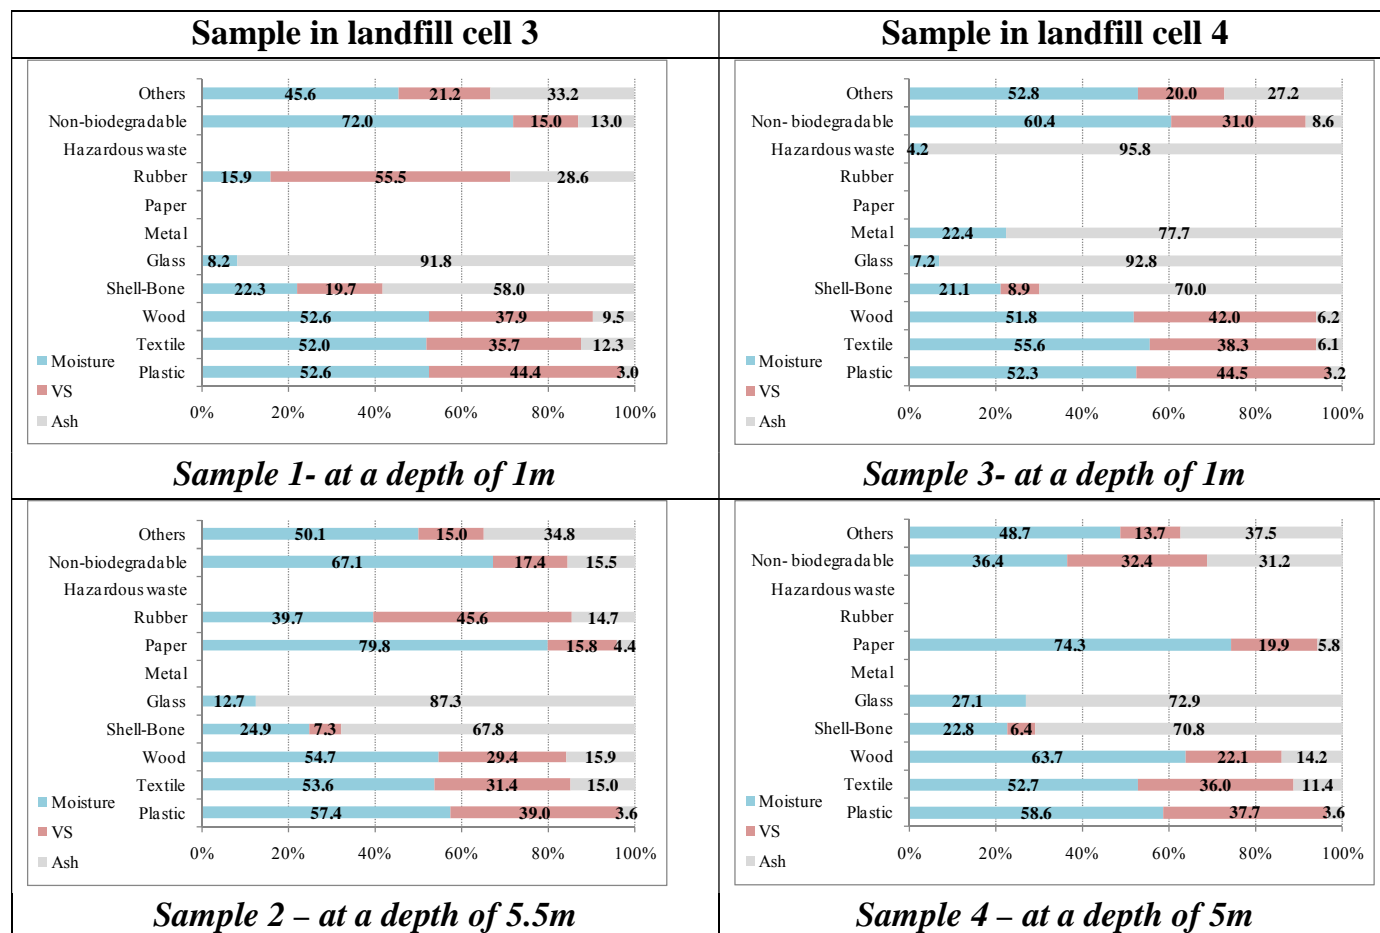 Sample in landfill cell 3
Sample in landfill cell 4
Others 45.6 21.2 33.2
Non-biodegradable 72.0 15.0 13.0
Hazardous waste
Rubber 15.9 55.5 28.6
Paper
Metal
Glass 8.2 91.8
Shell-Bone 22.3 19.7 58.0
Wood 52.6 37.9 9.5
Textile 52.0 35.7 12.3
Plastic 52.6 44.4 3.0
Moisture
VS
Ash
0% 20% 40% 60% 80% 100%
Sample 1- at a depth of 1m
Others 52.8 20.0 27.2
Non- biodegradable 60.4 31.0 8.6
Hazardous waste 4.2 95.8
Rubber
Paper
Metal 22.4 77.7
Glass 7.2 92.8
Shell-Bone 21.1 8.9 70.0
Wood 51.8 42.0 6.2
Textile 55.6 38.3 6.1
Plastic 52.3 44.5 3.2
Moisture
VS
Ash
0% 20% 40% 60% 80% 100%
Sample 3- at a depth of 1m
Others 50.1 15.0 34.8
Non-biodegradable 67.1 17.4 15.5
Hazardous waste
Rubber 39.7 45.6 14.7
Paper 79.8 15.8 4.4
Metal
Glass 12.7 87.3
Shell-Bone 24.9 7.3 67.8
Wood 54.7 29.4 15.9
Textile 53.6 31.4 15.0
Plastic 57.4 39.0 3.6
Moisture
VS
Ash
0% 20% 40% 60% 80% 100%
Sample 2 – at a depth of 5.5m
Others 48.7 13.7 37.5
Non- biodegradable 36.4 32.4 31.2
Hazardous waste
Rubber
Paper 74.3 19.9 5.8
Metal
Glass 27.1 72.9
Shell-Bone 22.8 6.4 70.8
Wood 63.7 22.1 14.2
Textile 52.7 36.0 11.4
Plastic 58.6 37.7 3.6
Moisture
VS
Ash
0% 20% 40% 60% 80% 100%
Sample 4 – at a depth of 5m